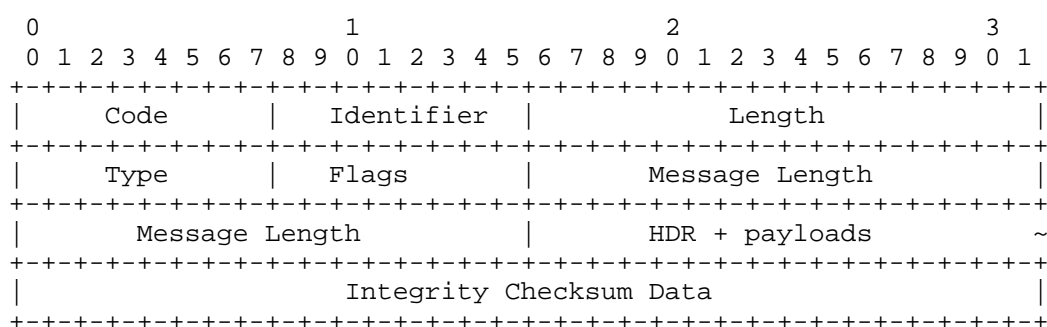 0                   1                   2                   3
 0 1 2 3 4 5 6 7 8 9 0 1 2 3 4 5 6 7 8 9 0 1 2 3 4 5 6 7 8 9 0 1
+-+-+-+-+-+-+-+-+-+-+-+-+-+-+-+-+-+-+-+-+-+-+-+-+-+-+-+-+-+-+-+-+
|     Code      |   Identifier  |            Length             |
+-+-+-+-+-+-+-+-+-+-+-+-+-+-+-+-+-+-+-+-+-+-+-+-+-+-+-+-+-+-+-+-+
|     Type      |   Flags       |       Message Length          |
+-+-+-+-+-+-+-+-+-+-+-+-+-+-+-+-+-+-+-+-+-+-+-+-+-+-+-+-+-+-+-+-+
|       Message Length          |       HDR + payloads          ~
+-+-+-+-+-+-+-+-+-+-+-+-+-+-+-+-+-+-+-+-+-+-+-+-+-+-+-+-+-+-+-+-+
|                    Integrity Checksum Data                    |
+-+-+-+-+-+-+-+-+-+-+-+-+-+-+-+-+-+-+-+-+-+-+-+-+-+-+-+-+-+-+-+-+